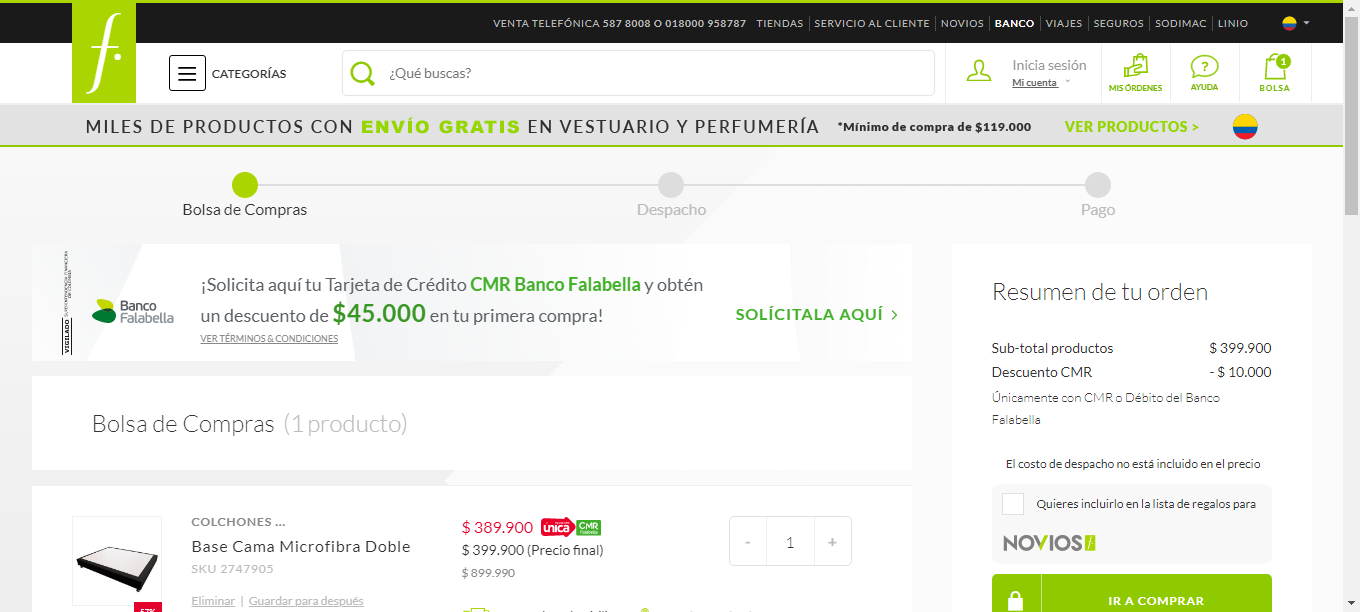 VENTA TELEFÓNICA 587 8008 O 018000 958787 TIENDAS SERVICIO AL CLIENTE NOVIOS BANCO VIAJES SEGUROS SODIMAC LINIO
f.
CATEGORÍAS
¿Qué buscas?
Inicia sesión
Mi cuenta
MIS ÓRDENES
AYUDA
1
BOLSA
MILES DE PRODUCTOS CON ENVÍO GRATIS EN VESTUARIO Y PERFUMERÍA *Mínimo de compra de $119.000 VER PRODUCTOS >
Bolsa de Compras
Despacho
Pago
VIGILADO
Banco
Falabella
¡Solicita aquí tu Tarjeta de Crédito CMR Banco Falabella y obtén
un descuento de $45.000 en tu primera compra!
VER TÉRMINOS & CONDICIONES
SOLÍCITALA AQUÍ >
Bolsa de Compras (1 producto)
COLCHONES ...
Base Cama Microfibra Doble
SKU 2747905
Eliminar | Guardar para después
57%
$ 389.900 única CMR
$ 399.900 (Precio final)
$ 899.990
- 1 +
Resumen de tu orden
Sub-total productos $ 399.900
Descuento CMR - $ 10.000
Únicamente con CMR o Débito del Banco
Falabella
El costo de despacho no está incluido en el precio
Quieres incluirlo en la lista de regalos para
NOVIOS f
IR A COMPRAR